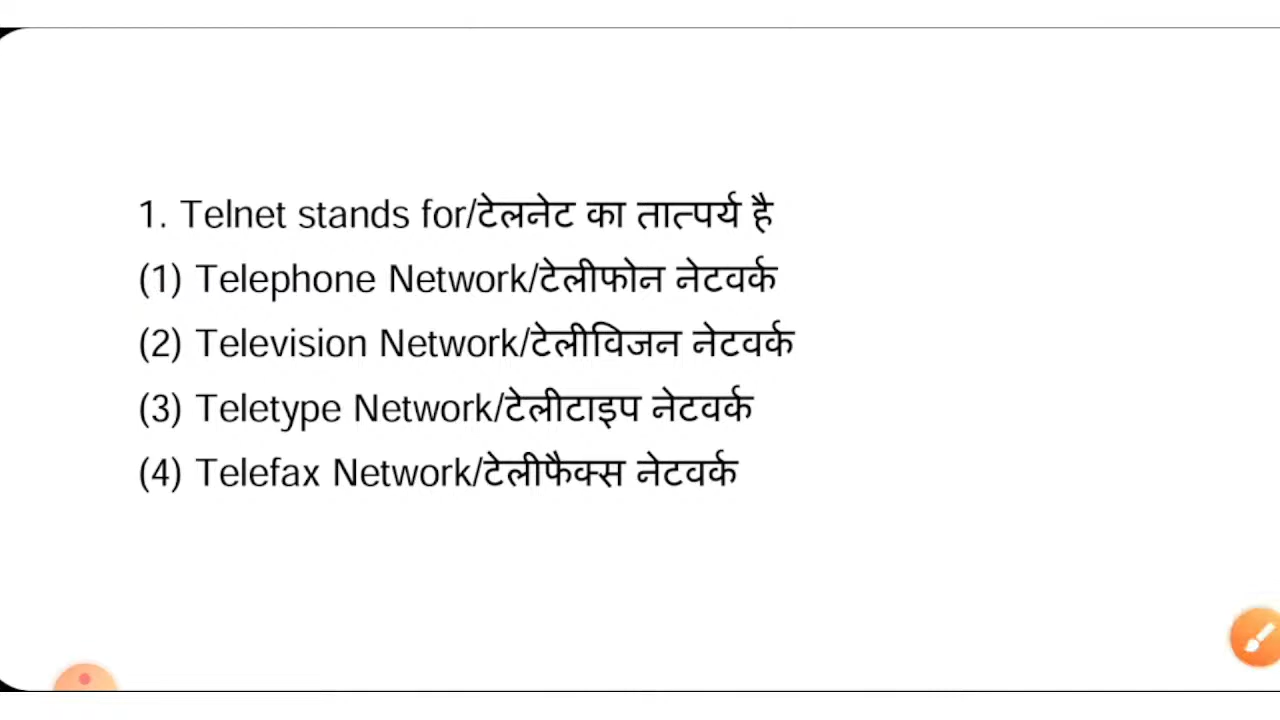 1. Telnet stands for/टेलनेट का तात्पर्य है
(1) Telephone Network/टेलीफोन नेटवर्क
(2) Television Network/टेलीविजन नेटवर्क
(3) Teletype Network/टेलीटाइप नेटवर्क
(4) Telefax Network/टेलीफैक्स नेटवर्क